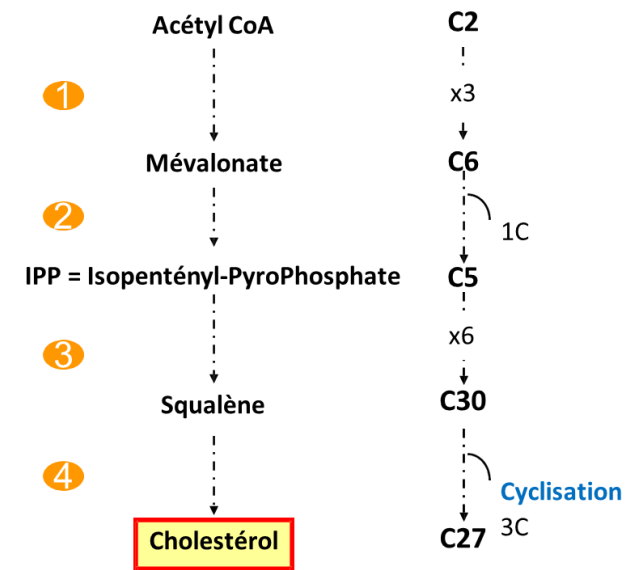 Acétyl CoA C2
1 x3
Mévalonate C6
2 1C
IPP = Isopentényl-PyroPhosphate C5
3 x6
Squalène C30
4 Cyclisation
Cholestérol C27 3C